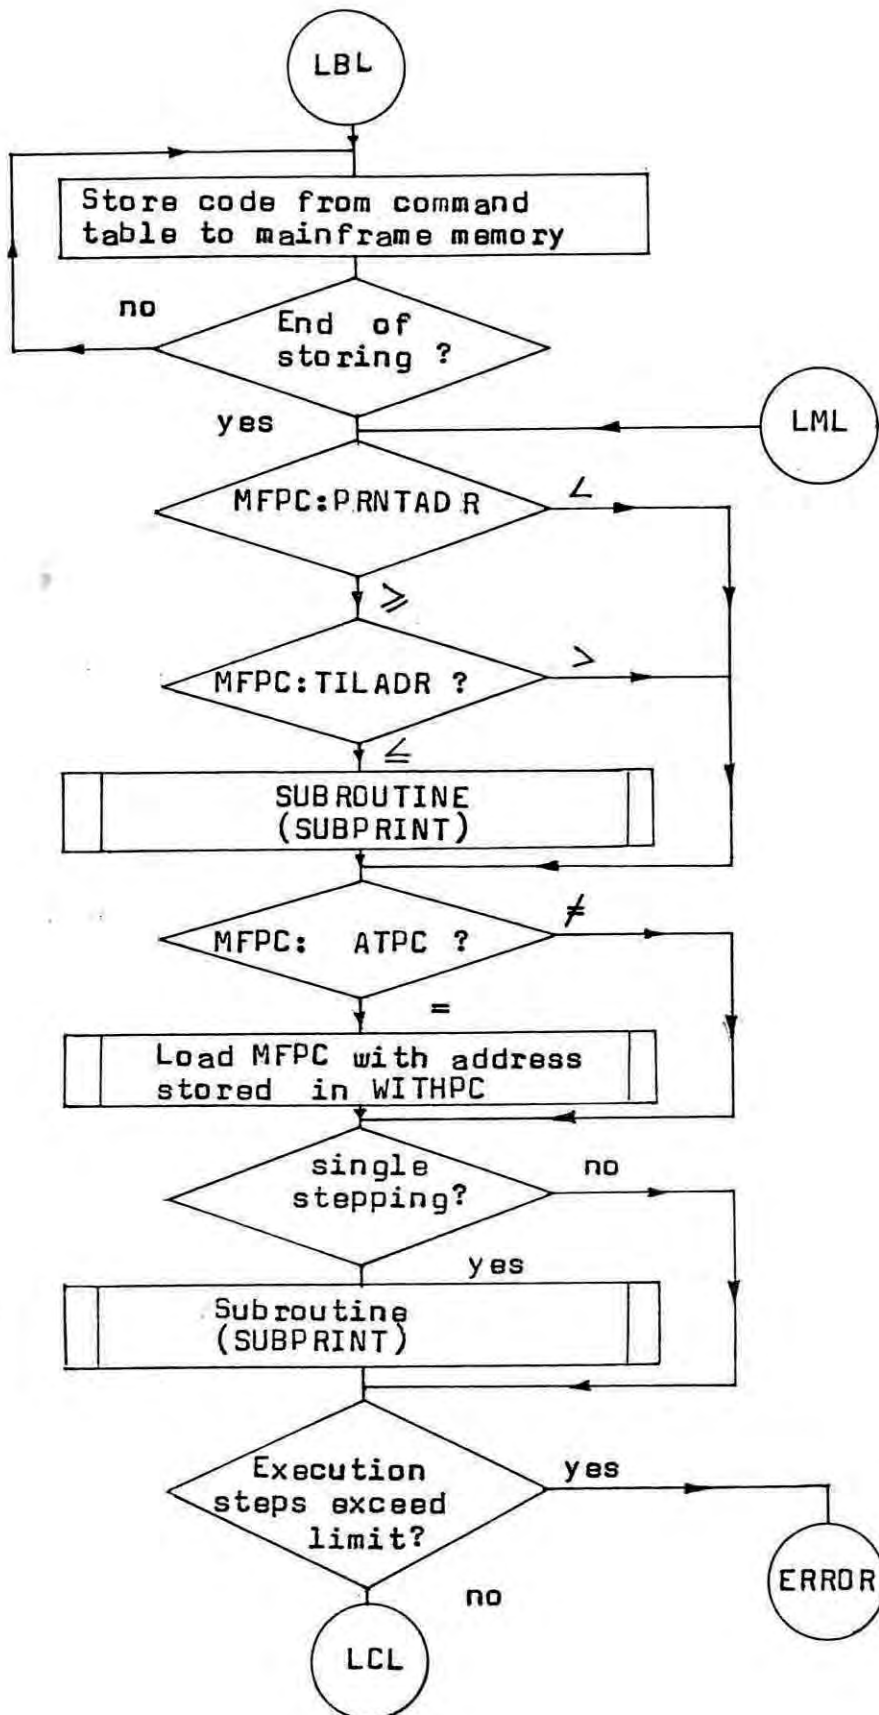 LBL
Store code from command
table to mainframe memory
no
End of
storing ?
yes
LML
MFPC:PRNTADR
<
≥
MFPC:TILADR ?
>
≤
SUBROUTINE
(SUBPRINT)
MFPC: ATPC ?
≠
=
Load MFPC with address
stored in WITHPC
single
stepping?
no
yes
Subroutine
(SUBPRINT)
Execution
steps exceed
limit?
yes
ERROR
no
LCL